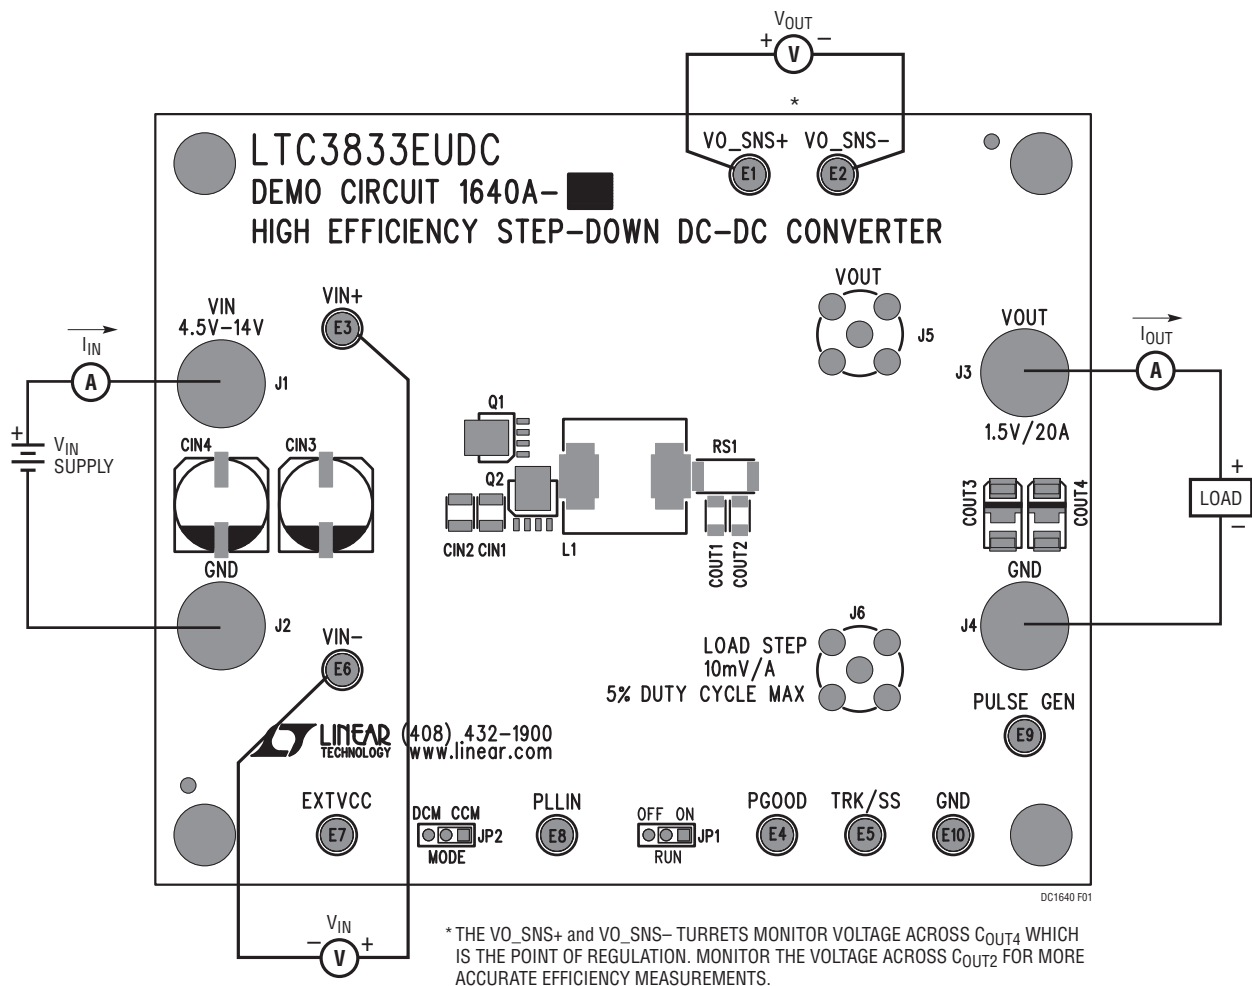 VOUT
+ V −
*
VO_SNS+ VO_SNS-
E1 E2
LTC3833EUDC
DEMO CIRCUIT 1640A-
HIGH EFFICIENCY STEP-DOWN DC-DC CONVERTER
VIN
4.5V-14V
VIN+
E3
IIN
A
J1
VOUT
J5
VOUT
J3
1.5V/20A
IOUT
A
+
VIN
SUPPLY
CIN4 CIN3
Q1
Q2
RS1
CIN2 CIN1
L1
COUT1 COUT2
COUT3 COUT4
+
LOAD
−
GND
J2
GND
J4
VIN-
E6
J6
LOAD STEP
10mV/A
5% DUTY CYCLE MAX
PULSE GEN
E9
LINEAR
TECHNOLOGY
(408) 432-1900
www.linear.com
EXTVCC
E7
DCM CCM
JP2
MODE
PLLIN
E8
OFF ON
JP1
RUN
PGOOD
E4
TRK/SS
E5
GND
E10
DC1640 F01
VIN
− V +
* THE VO_SNS+ and VO_SNS− TURRETS MONITOR VOLTAGE ACROSS COUT4 WHICH
IS THE POINT OF REGULATION. MONITOR THE VOLTAGE ACROSS COUT2 FOR MORE
ACCURATE EFFICIENCY MEASUREMENTS.